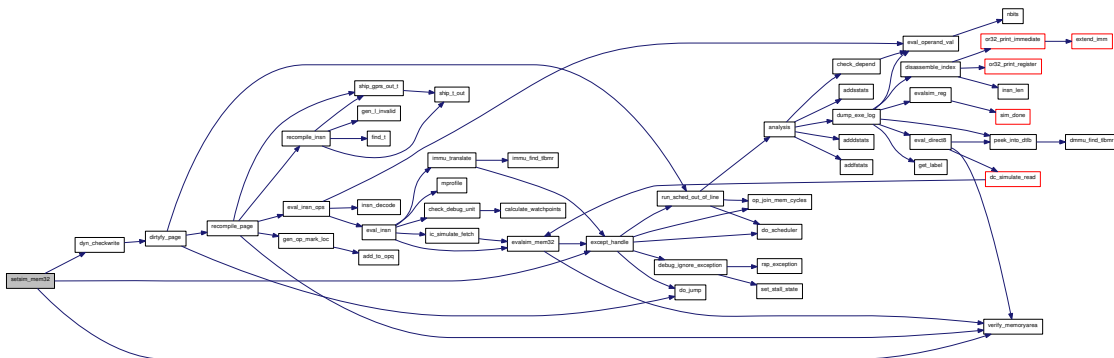 setsim_mem32
dyn_checkwrite
dirtyfy_page
recompile_page
recompile_insn
ship_gprs_out_t
gen_t_invalid
find_t
ship_t_out
eval_insn_ops
insn_decode
eval_insn
gen_op_mark_loc
add_to_opq
immu_translate
mprofile
check_debug_unit
ic_simulate_fetch
immu_find_tlbmr
calculate_watchpoints
evalsim_mem32
except_handle
run_sched_out_of_line
debug_ignore_exception
do_jump
op_join_mem_cycles
do_scheduler
rsp_exception
set_stall_state
analysis
check_depend
addsstats
dump_exe_log
adddstats
addfstats
eval_operand_val
disassemble_index
evalsim_reg
eval_direct8
get_label
nbits
or32_print_immediate
or32_print_register
insn_len
sim_done
peek_into_dtlb
dc_simulate_read
extend_imm
dmmu_find_tlbmr
verify_memoryarea